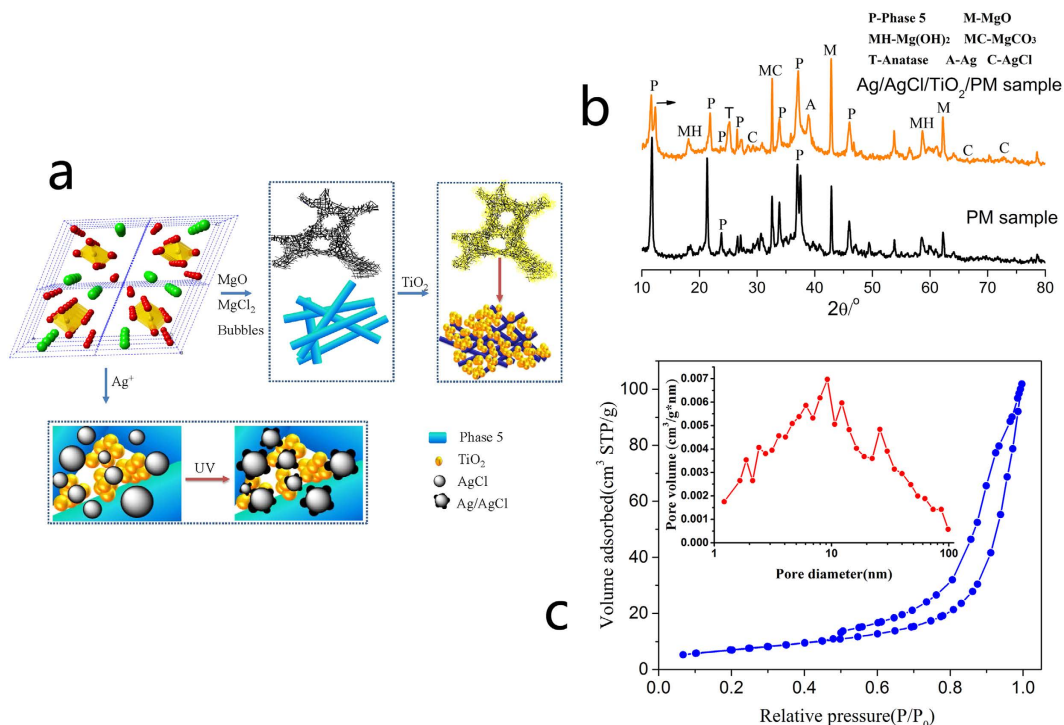 a
MgO
MgCl2
Bubbles
TiO2
Ag+
UV
Phase 5
TiO2
AgCl
Ag/AgCl
b
P-Phase 5 M-MgO
MH-Mg(OH)2 MC-MgCO3
T-Anatase A-Ag C-AgCl
Ag/AgCl/TiO2/PM sample
P
MH
P
P
T
P
C
MC
P
P
A
M
P
MH
M
C
C
P
P
PM sample
10 20 30 40 50 60 70 80
2θ/°
c
Volume adsorbed(cm3 STP/g)
100
80
60
40
20
0
0.0 0.2 0.4 0.6 0.8 1.0
Relative pressure(P/P0)
Pore volume (cm3/g*nm)
0.007
0.006
0.005
0.004
0.003
0.002
0.001
0.000
1 10 100
Pore diameter(nm)